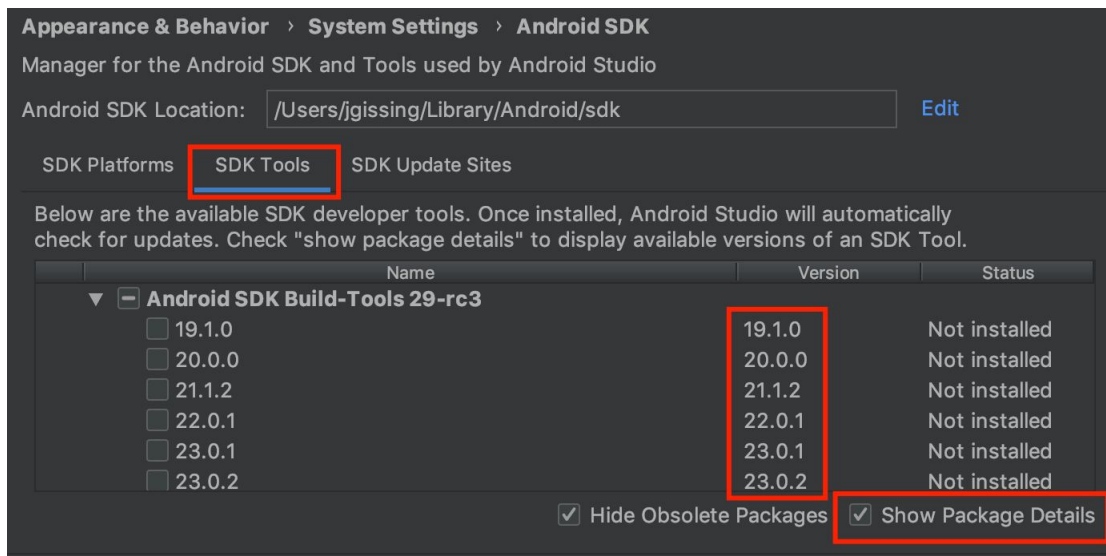 Appearance & Behavior › System Settings › Android SDK
Manager for the Android SDK and Tools used by Android Studio
Android SDK Location: /Users/jgissing/Library/Android/sdk Edit
SDK Platforms SDK Tools SDK Update Sites
Below are the available SDK developer tools. Once installed, Android Studio will automatically
check for updates. Check "show package details" to display available versions of an SDK Tool.
Name Version Status
Android SDK Build-Tools 29-rc3
19.1.0 19.1.0 Not installed
20.0.0 20.0.0 Not installed
21.1.2 21.1.2 Not installed
22.0.1 22.0.1 Not installed
23.0.1 23.0.1 Not installed
23.0.2 23.0.2 Not installed
Hide Obsolete Packages Show Package Details